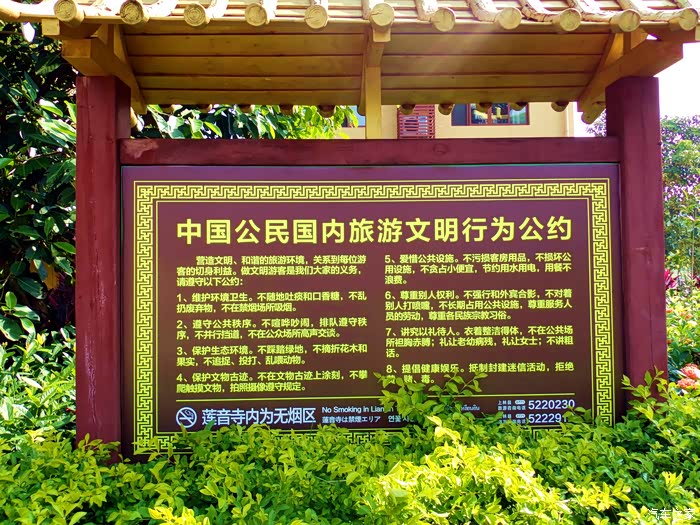 中国公民国内旅游文明行为公约
营造文明、和谐的旅游环境，关系到每位游
客的切身利益。做文明游客是我们大家的义务，
请遵守以下公约：
1、维护环境卫生。不随地吐痰和口香糖，不乱
扔废弃物，不在禁烟场所吸烟。
2、遵守公共秩序。不喧哗吵闹，排队遵守秩
序，不并行挡道，不在公众场所高声交谈。
3、保护生态环境。不踩踏绿地，不摘折花木和
果实，不追捉、投打、乱喂动物。
4、保护文物古迹。不在文物古迹上涂刻，不攀
爬触摸文物，拍照摄像遵守规定。
5、爱惜公共设施。不污损客房用品，不损坏公
用设施，不贪占小便宜，节约用水用电，用餐不
浪费。
6、尊重别人权利。不强行和外宾合影，不对着
别人打喷嚏，不长期占用公共设施，尊重服务人
员的劳动，尊重各民族宗教习俗。
7、讲究以礼待人。衣着整洁得体，不在公共场
所袒胸赤膊；礼让老幼病残，礼让女士；不讲粗
话。
8、提倡健康娱乐。抵制封建迷信活动，拒绝
赌、毒。
莲音寺内为无烟区
No Smoking in Lian
莲音寺は禁煙エリア 연꽃
5220230
522291
汽车之家